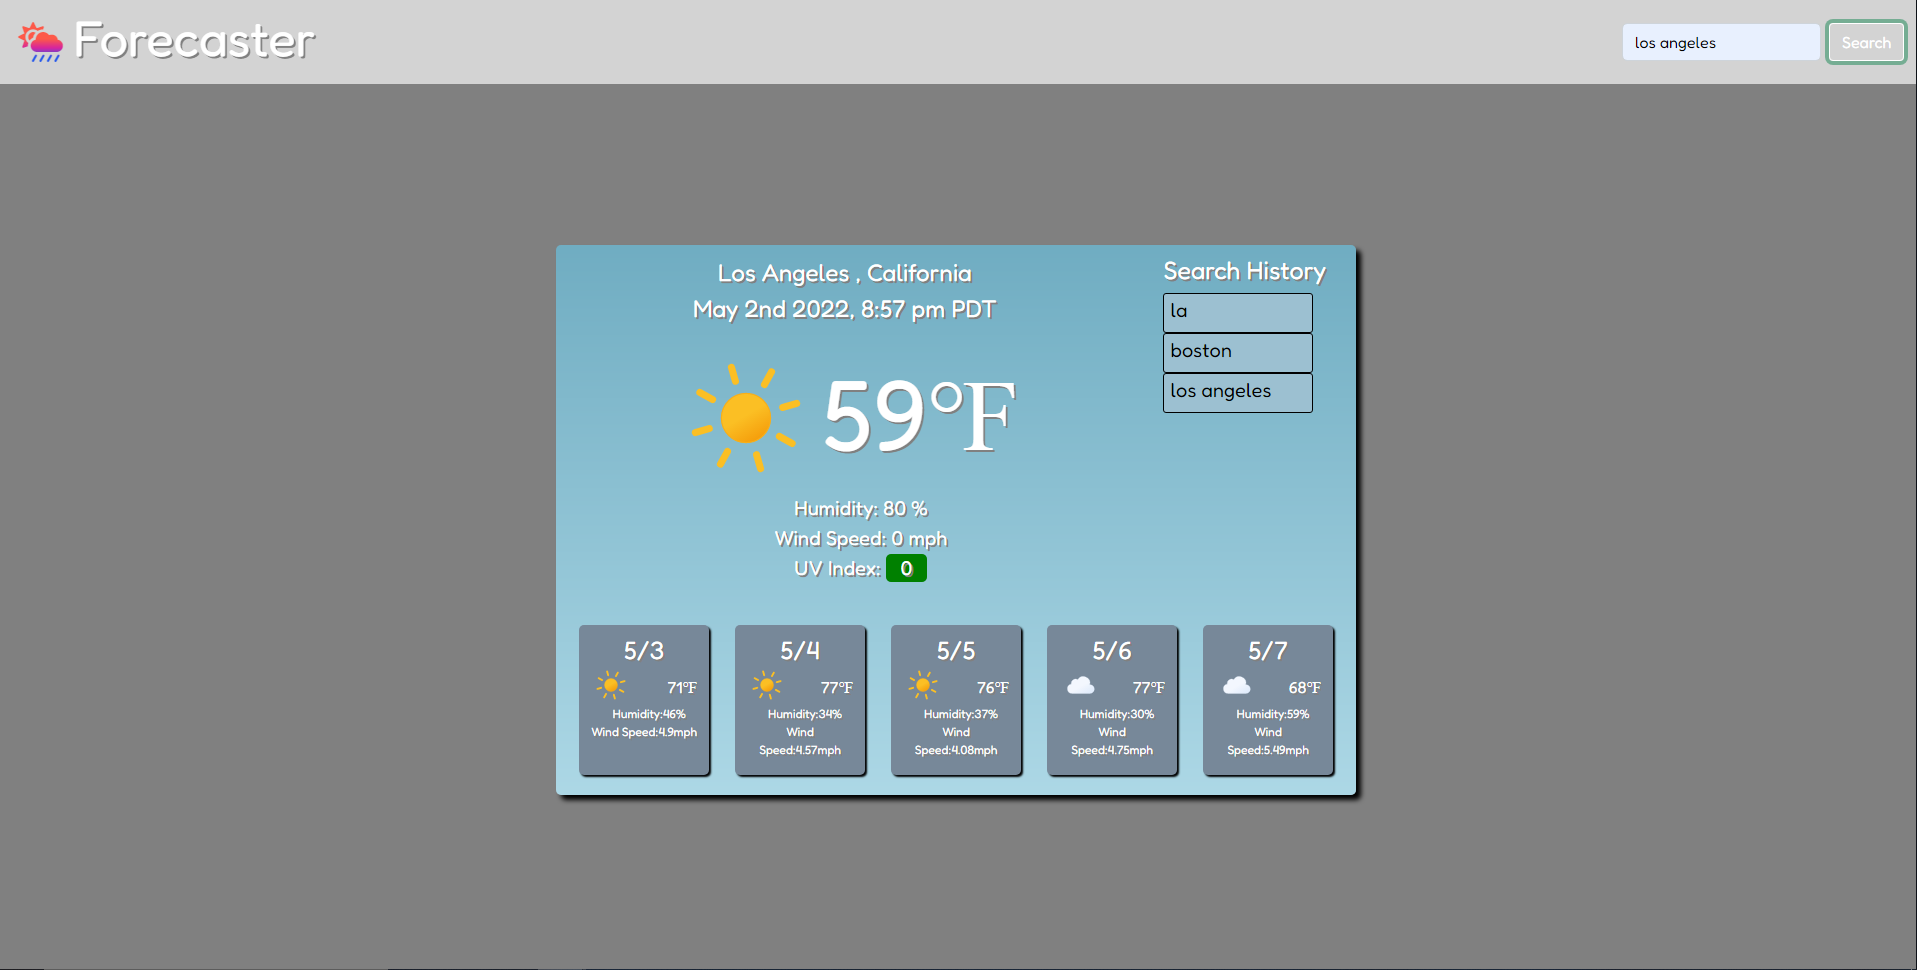 Forecaster
los angeles
Search
Los Angeles , California
May 2nd 2022, 8:57 pm PDT
59°F
Humidity: 80 %
Wind Speed: 0 mph
UV Index: 0
Search History
la
boston
los angeles
5/3
71°F
Humidity:46%
Wind Speed:4.9mph
5/4
77°F
Humidity:34%
Wind
Speed:4.57mph
5/5
76°F
Humidity:37%
Wind
Speed:4.08mph
5/6
77°F
Humidity:30%
Wind
Speed:4.75mph
5/7
68°F
Humidity:59%
Wind
Speed:5.49mph